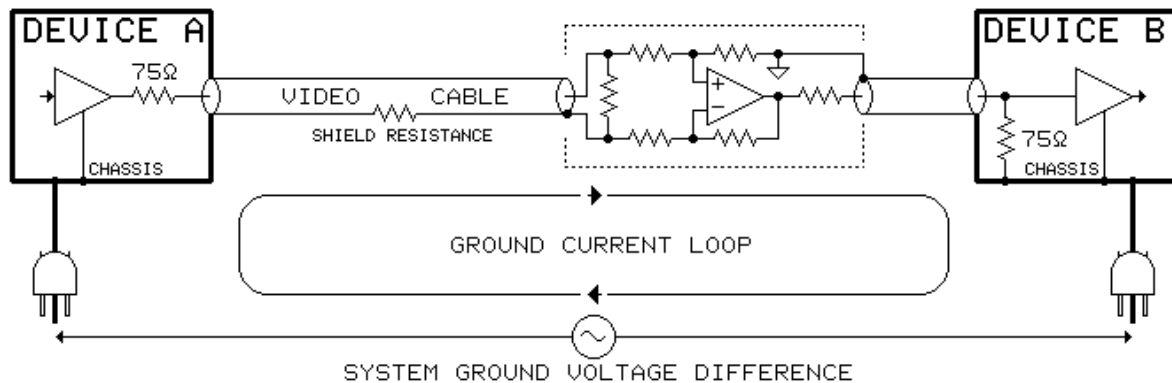 DEVICE A
DEVICE B
75Ω
VIDEO CABLE
SHIELD RESISTANCE
+
−
75Ω
CHASSIS
CHASSIS
GROUND CURRENT LOOP
SYSTEM GROUND VOLTAGE DIFFERENCE